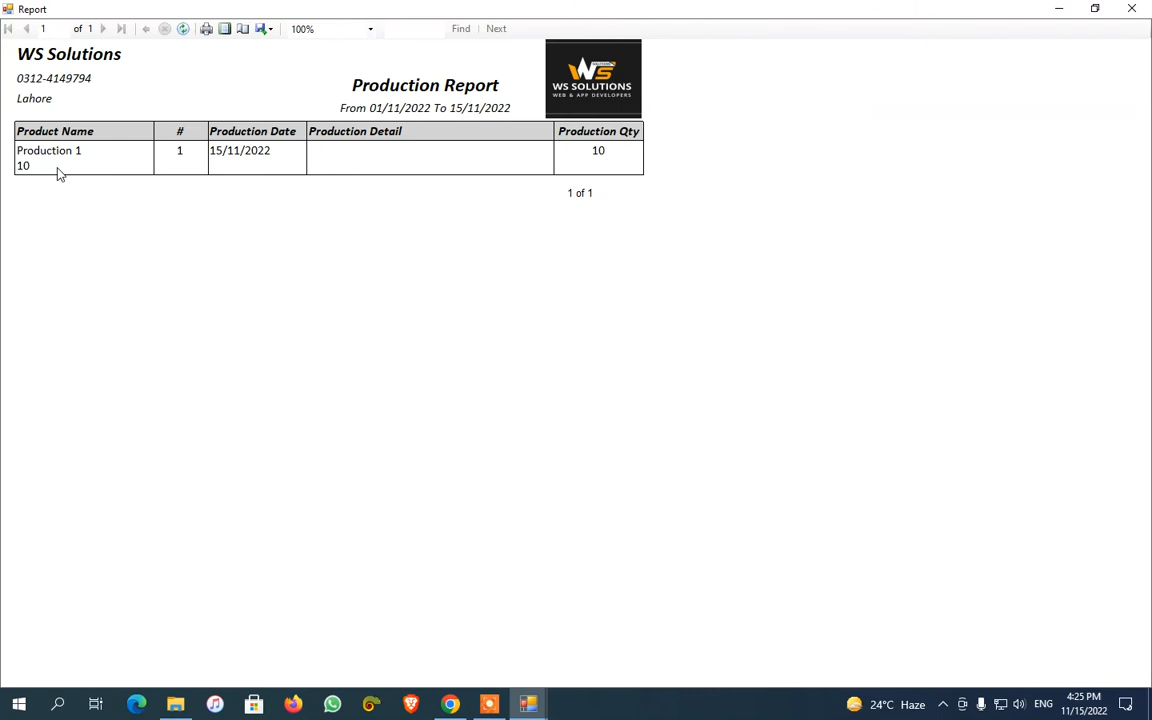 Report
1 of 1 100% Find | Next
WS Solutions
0312-4149794
Lahore
Production Report
From 01/11/2022 To 15/11/2022
WS SOLUTIONS
WEB & APP DEVELOPERS
Product Name # Production Date Production Detail Production Qty
Production 1 1 15/11/2022 10
10
1 of 1
24°C Haze ENG 4:25 PM
11/15/2022